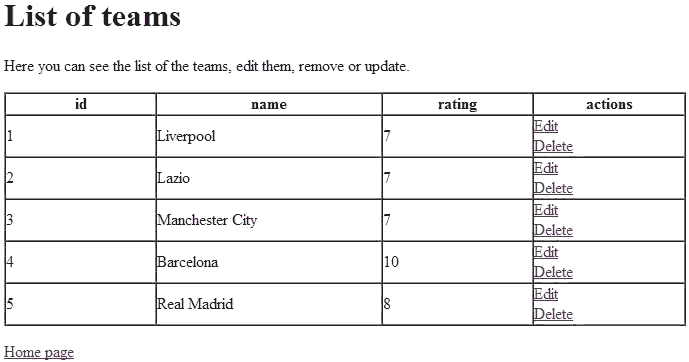 List of teams
Here you can see the list of the teams, edit them, remove or update.
id name rating actions
1 Liverpool 7 Edit
Delete
2 Lazio 7 Edit
Delete
3 Manchester City 7 Edit
Delete
4 Barcelona 10 Edit
Delete
5 Real Madrid 8 Edit
Delete
Home page